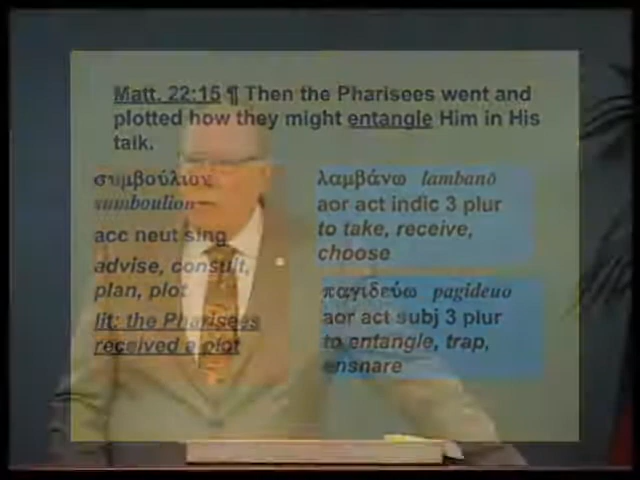 Matt. 22:15 ¶ Then the Pharisees went and
plotted how they might entangle Him in His
talk.
συμβούλιον
sumboulion
acc neut sing
advise, consult,
plan, plot
lit: the Pharisees
received a plot
λαμβάνω lambanō
aor act indic 3 plur
to take, receive,
choose
παγιδεύω pagideuo
aor act subj 3 plur
to entangle, trap,
ensnare